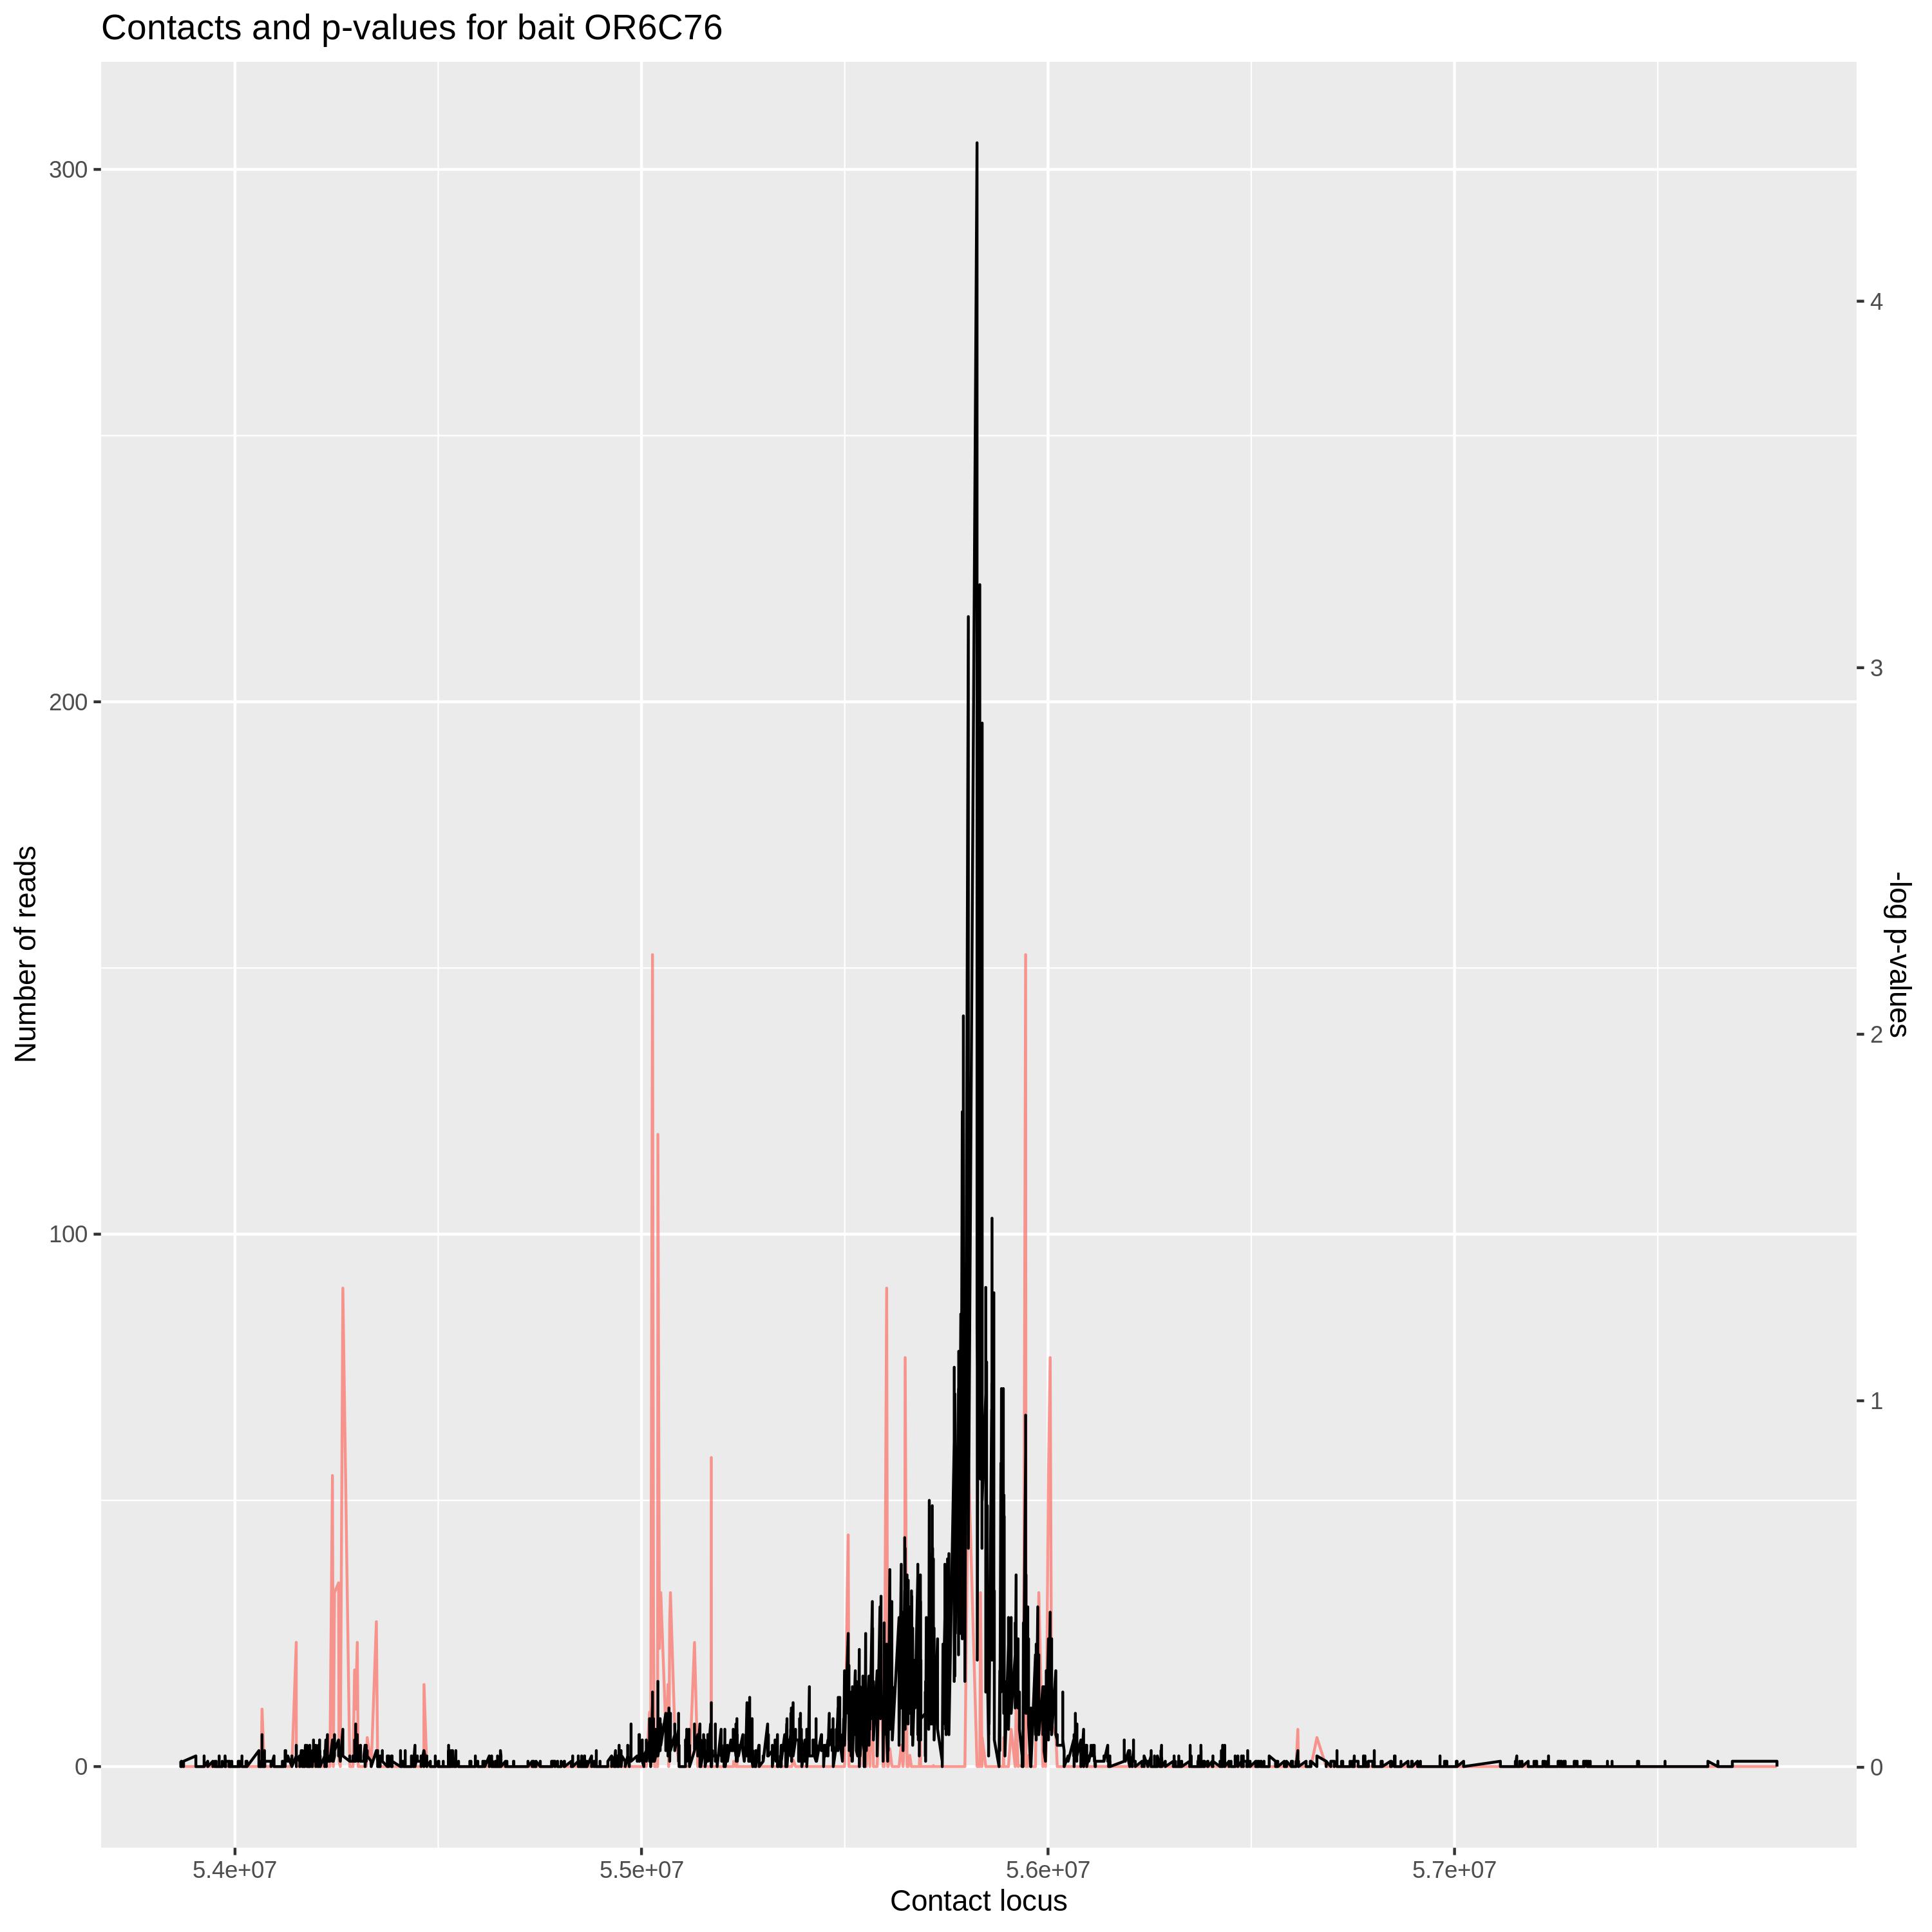 Contacts and p-values for bait OR6C76
300
200
100
0
Number of reads
4
3
2
1
0
-log p-values
5.4e+07
5.5e+07
5.6e+07
5.7e+07
Contact locus